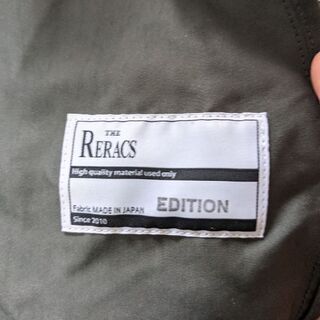 THE
RERACS
High quality material used only
Fabric MADE IN JAPAN EDITION
Since 2010